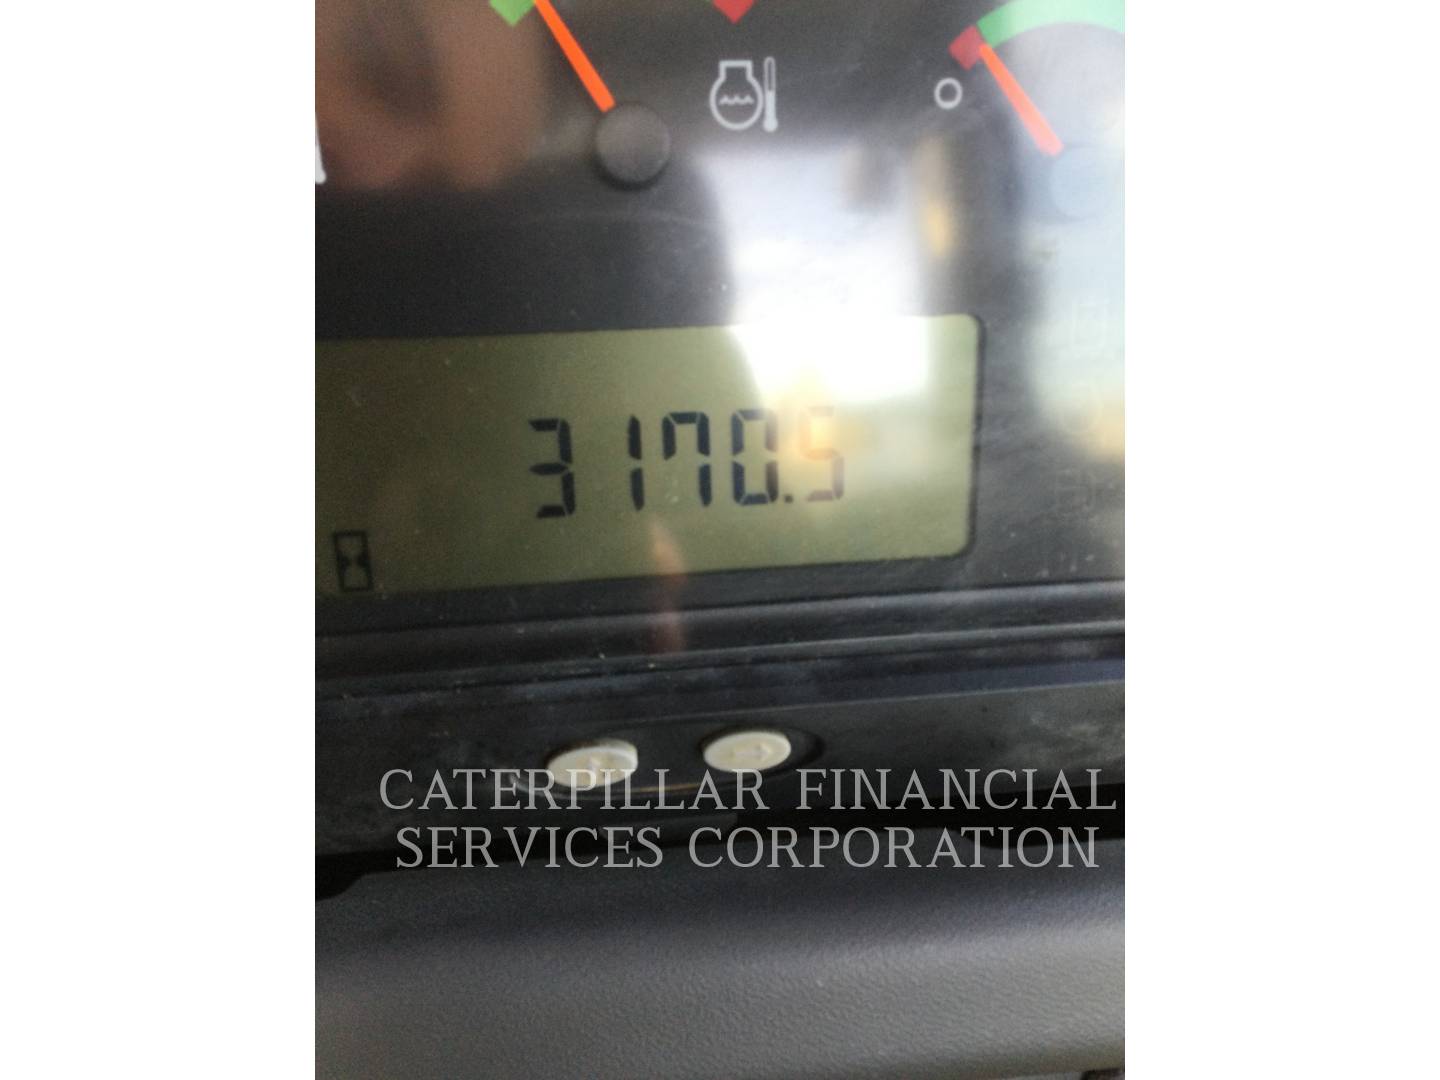 3170.5
CATERPILLAR FINANCIAL
SERVICES CORPORATION